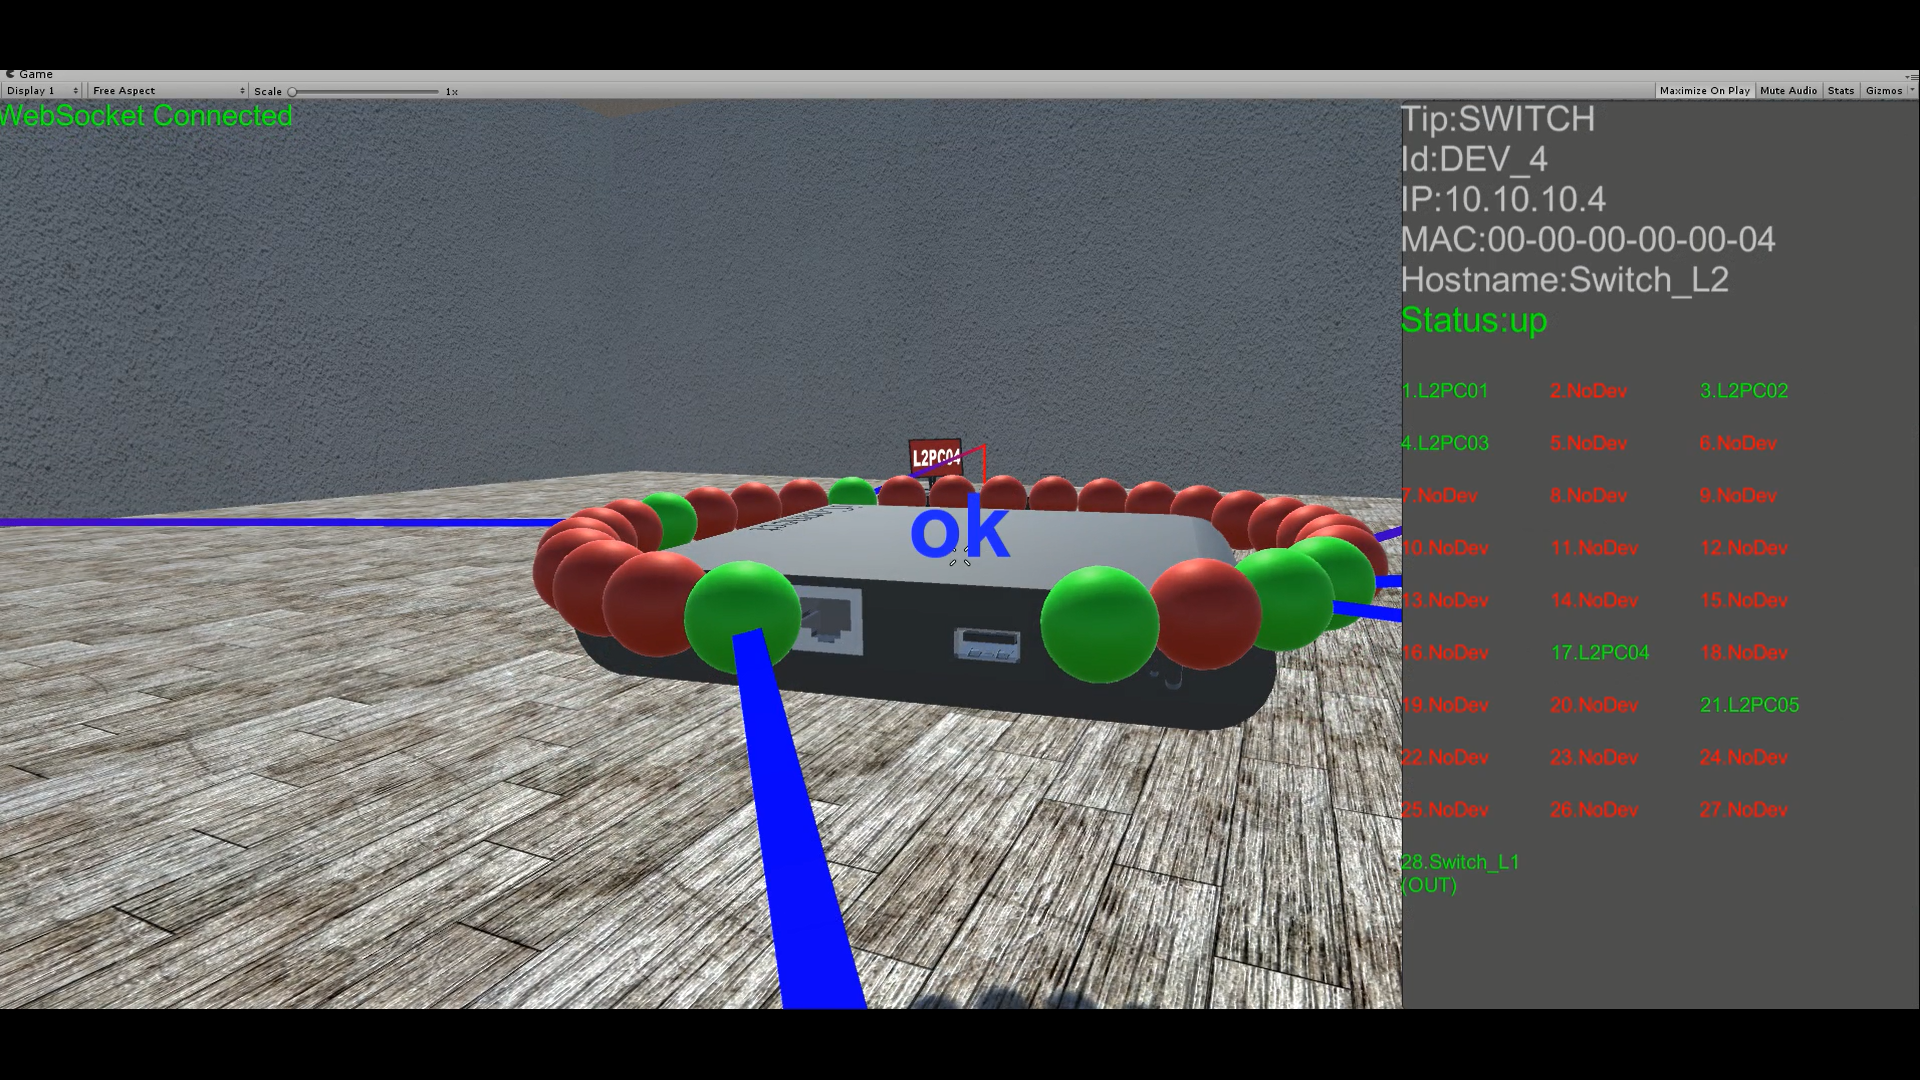 Game
Display 1
Free Aspect
Scale
1x
Maximize On Play
Mute Audio
Stats
Gizmos
WebSocket Connected
L2PC04
ok
Tip:SWITCH
Id:DEV_4
IP:10.10.10.4
MAC:00-00-00-00-00-04
Hostname:Switch_L2
Status:up
1.L2PC01 2.NoDev 3.L2PC02
4.L2PC03 5.NoDev 6.NoDev
7.NoDev 8.NoDev 9.NoDev
10.NoDev 11.NoDev 12.NoDev
13.NoDev 14.NoDev 15.NoDev
16.NoDev 17.L2PC04 18.NoDev
19.NoDev 20.NoDev 21.L2PC05
22.NoDev 23.NoDev 24.NoDev
25.NoDev 26.NoDev 27.NoDev
28.Switch_L1
(OUT)